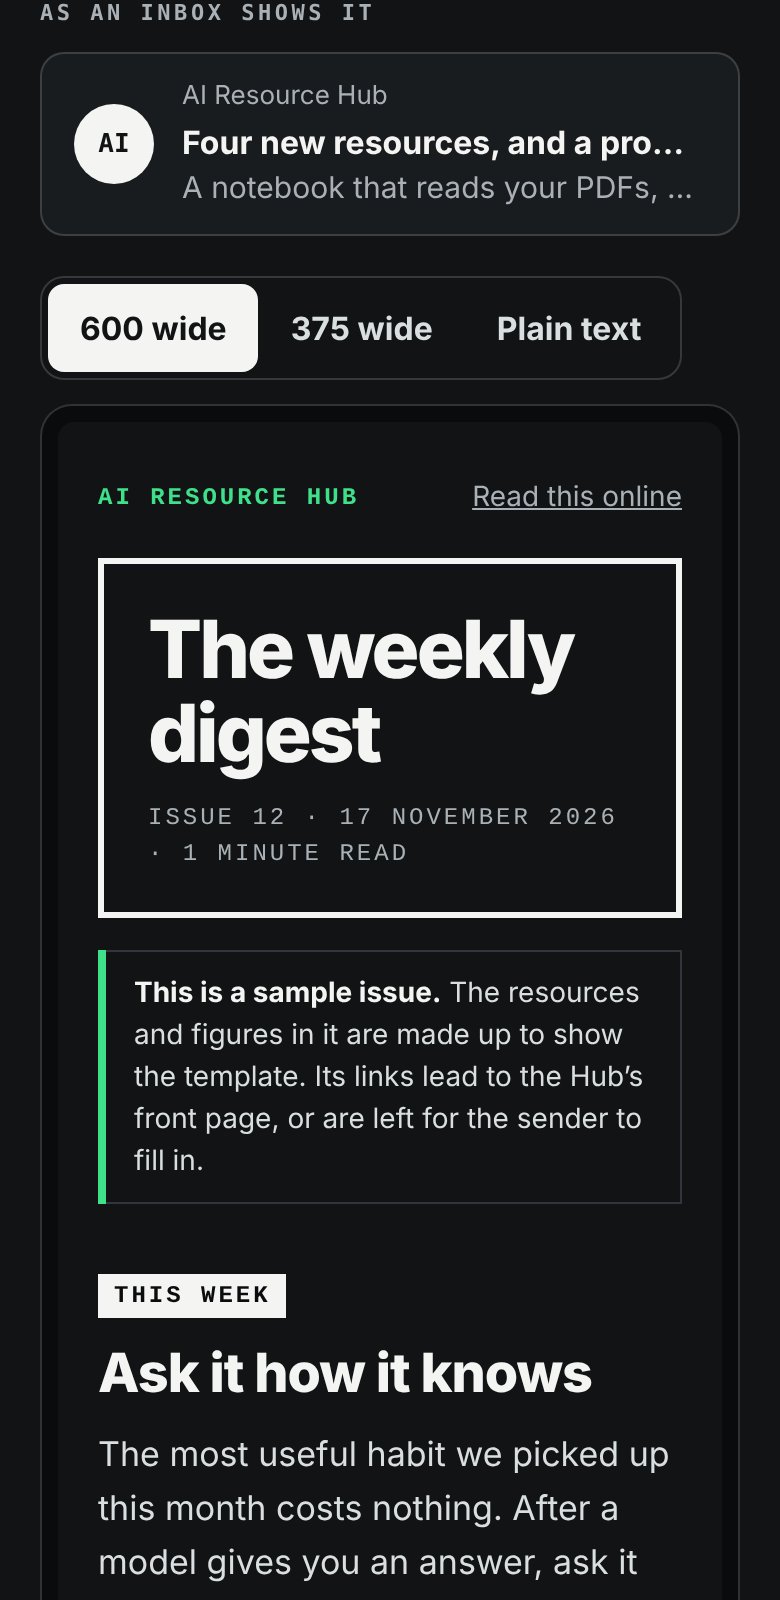 AS AN INBOX SHOWS IT
AI
AI Resource Hub
Four new resources, and a pro...
A notebook that reads your PDFs, ...
600 wide
375 wide
Plain text
AI RESOURCE HUB
Read this online
The weekly
digest
ISSUE 12 · 17 NOVEMBER 2026
· 1 MINUTE READ
This is a sample issue. The resources
and figures in it are made up to show
the template. Its links lead to the Hub’s
front page, or are left for the sender to
fill in.
THIS WEEK
Ask it how it knows
The most useful habit we picked up
this month costs nothing. After a
model gives you an answer, ask it